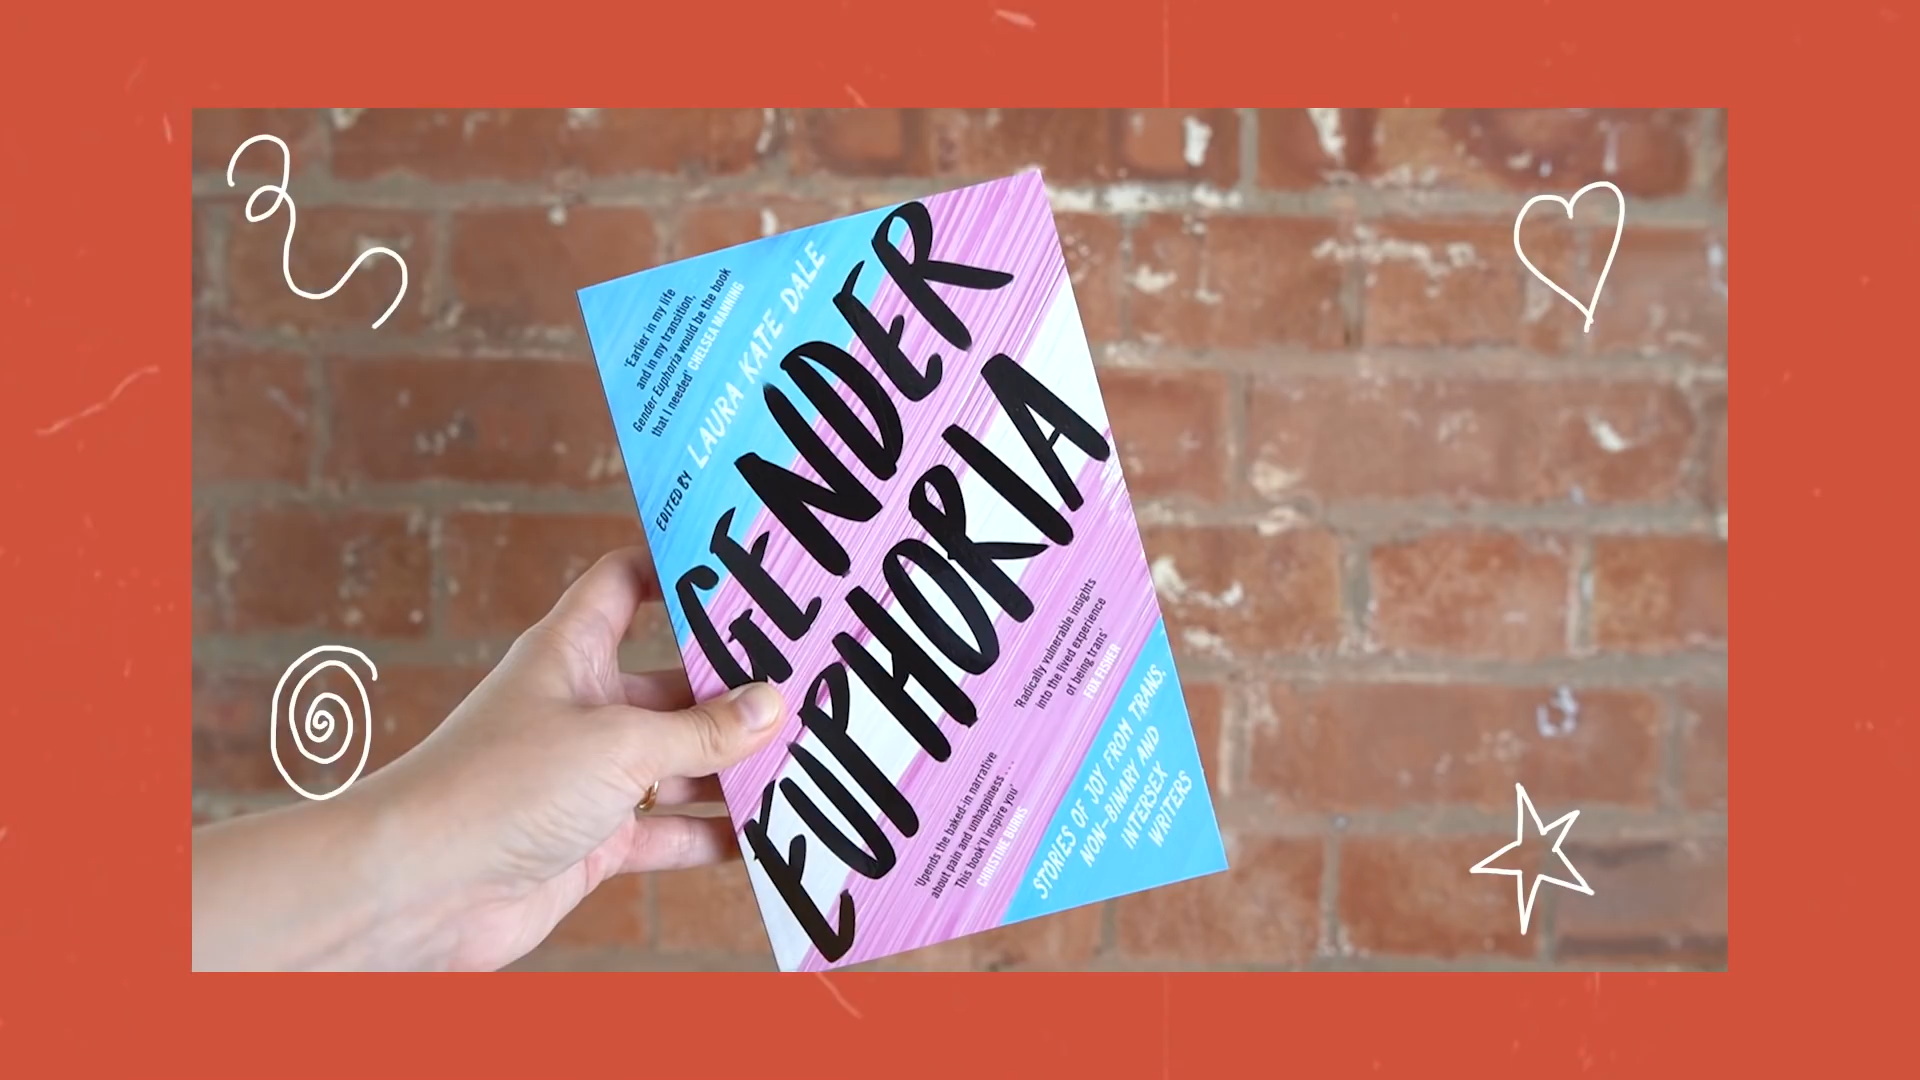 'Earlier in my life
and in my transition,
Gender Euphoria would be the book
that I needed' CHELSEA MANNING
EDITED BY LAURA KATE DALE
GENDER
EUPHORIA
'Radically vulnerable insights
into the lived experience
of being trans'
FOX FISHER
'Upends the baked-in narrative
about pain and unhappiness . . .
This book'll inspire you'
CHRISTINE BURNS
STORIES OF JOY FROM TRANS,
NON-BINARY AND
INTERSEX
WRITERS